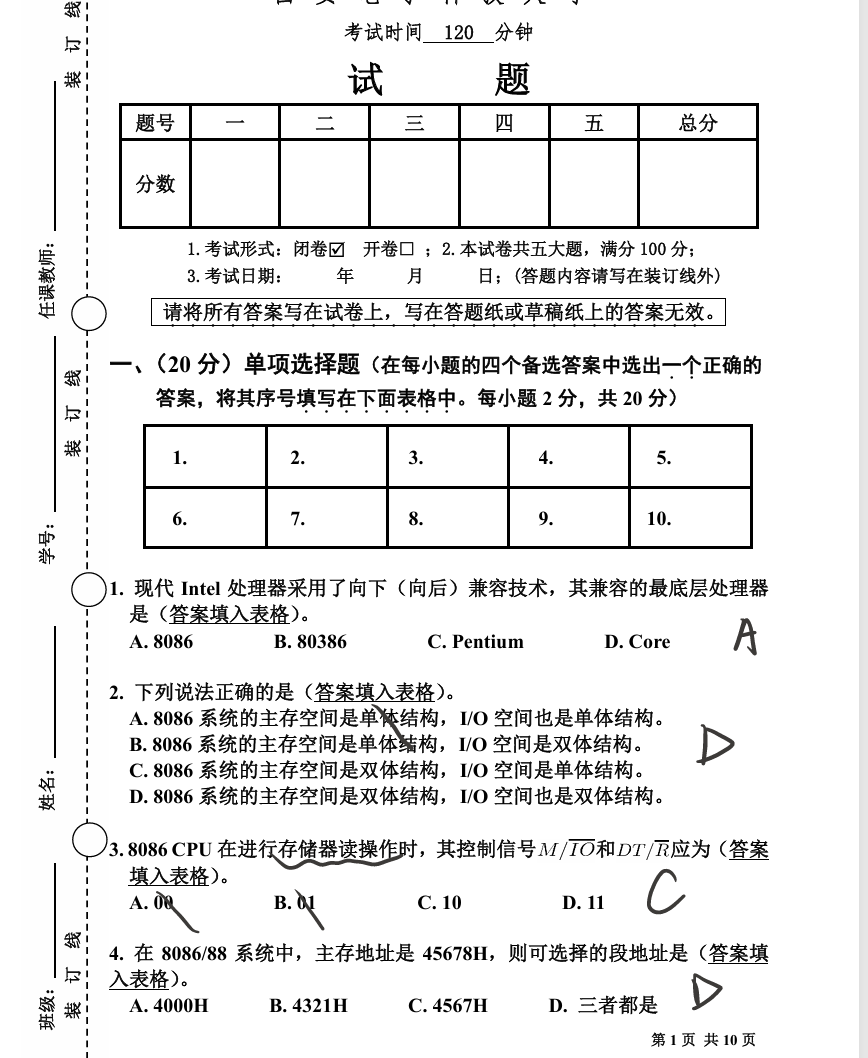 考试时间 120 分钟
试 题
题号 一 二 三 四 五 总分
分数
1.考试形式：闭卷☑ 开卷□ ；2.本试卷共五大题，满分 100 分；
3.考试日期： 年 月 日；(答题内容请写在装订线外)
请将所有答案写在试卷上，写在答题纸或草稿纸上的答案无效。
一、（20 分）单项选择题（在每小题的四个备选答案中选出一个正确的
答案，将其序号填写在下面表格中。每小题 2 分，共 20 分）
1. 2. 3. 4. 5.
6. 7. 8. 9. 10.
1. 现代 Intel 处理器采用了向下（向后）兼容技术，其兼容的最底层处理器
是（答案填入表格）。
A. 8086 B. 80386 C. Pentium D. Core
A
2. 下列说法正确的是（答案填入表格）。
A. 8086 系统的主存空间是单体结构，I/O 空间也是单体结构。
B. 8086 系统的主存空间是单体结构，I/O 空间是双体结构。
D
C. 8086 系统的主存空间是双体结构，I/O 空间是单体结构。
D. 8086 系统的主存空间是双体结构，I/O 空间也是双体结构。
3. 8086 CPU 在进行存储器读操作时，其控制信号 M/I̅O̅ 和 DT/R̅ 应为（答案
填入表格）。
A. 00 B. 01 C. 10 D. 11
C
4. 在 8086/88 系统中，主存地址是 45678H，则可选择的段地址是（答案填
入表格）。
A. 4000H B. 4321H C. 4567H D. 三者都是
D
第 1 页 共 10 页
班级： 姓名： 学号： 任课教师：
装 订 线
装 订 线
装 订 线